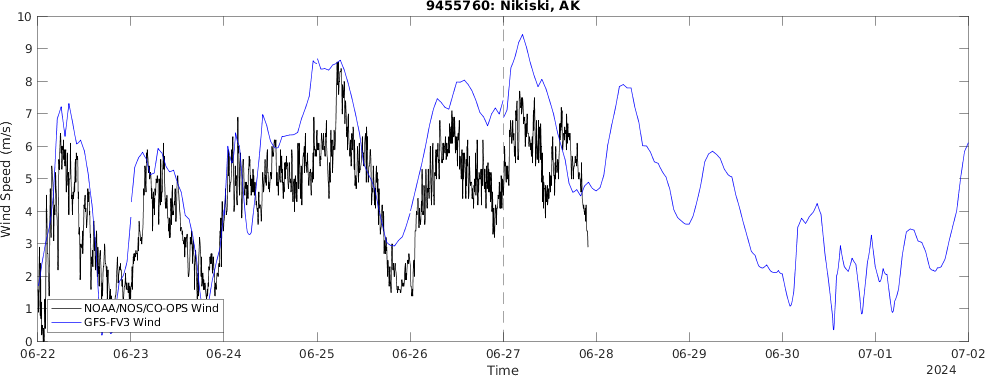 9455760: Nikiski, AK
Wind Speed (m/s)
10
9
8
7
6
5
4
3
2
1
0
NOAA/NOS/CO-OPS Wind
GFS-FV3 Wind
06-22 06-23 06-24 06-25 06-26 06-27 06-28 06-29 06-30 07-01 07-02
Time
2024